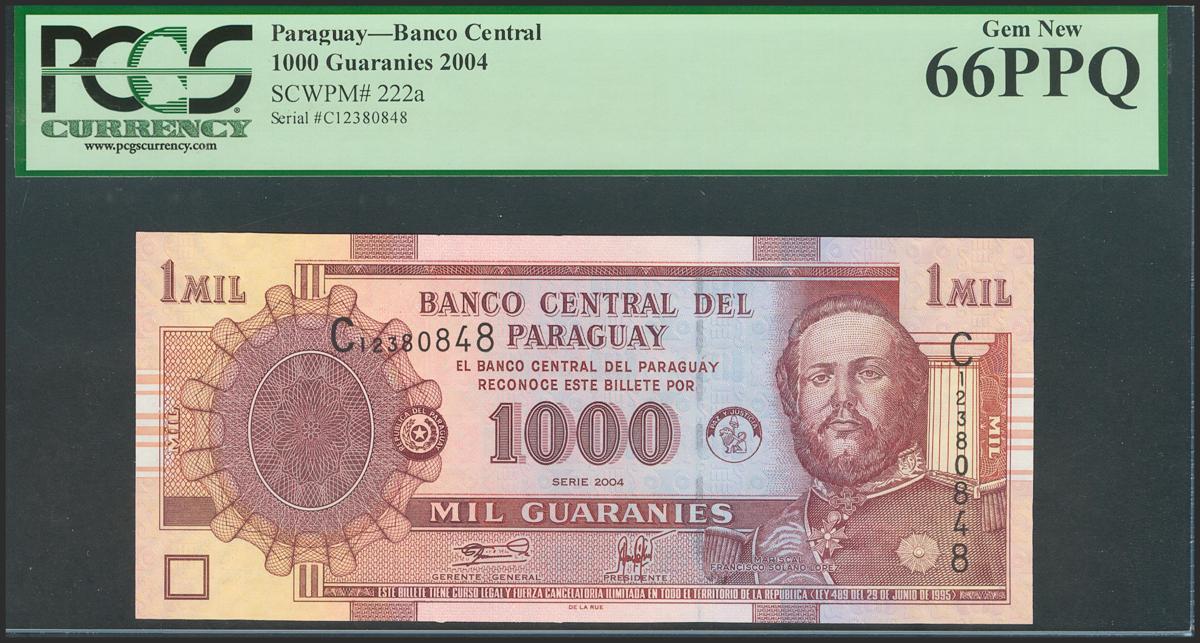 PCGS
CURRENCY
www.pcgscurrency.com
Paraguay—Banco Central
1000 Guaranies 2004
SCWPM# 222a
Serial #C12380848
Gem New
66PPQ
1 MIL
1 MIL
BANCO CENTRAL DEL
PARAGUAY
C12380848
EL BANCO CENTRAL DEL PARAGUAY
RECONOCE ESTE BILLETE POR
1000
REPUBLICA DEL PARAGUAY
PAZ Y JUSTICIA
SERIE 2004
MIL GUARANIES
MIL
MIL
C12380848
GERENTE GENERAL
PRESIDENTE
MARISCAL
FRANCISCO SOLANO LOPEZ
ESTE BILLETE TIENE CURSO LEGAL Y FUERZA CANCELATORIA ILIMITADA EN TODO EL TERRITORIO DE LA REPUBLICA (LEY 489 DEL 29 DE JUNIO DE 1995)
DE LA RUE